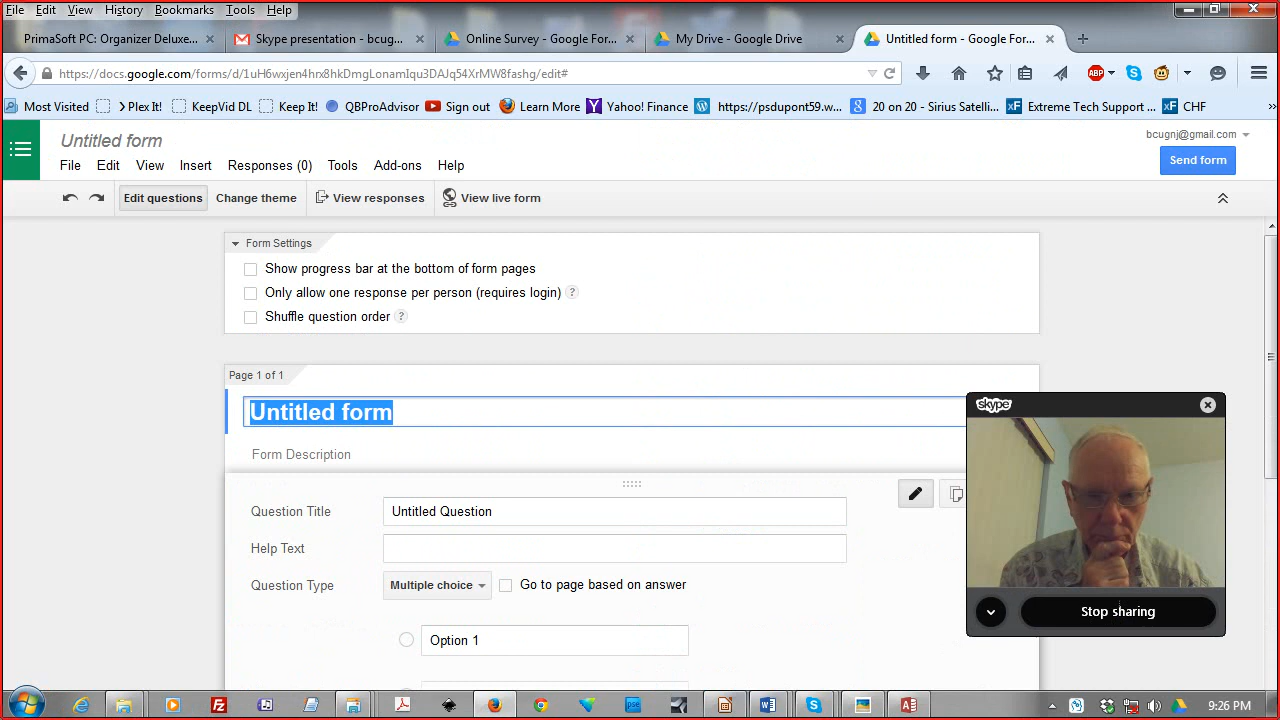 File Edit View History Bookmarks Tools Help
PrimaSoft PC: Organizer Deluxe... × Skype presentation - bcug... × Online Survey - Google For... × My Drive - Google Drive × Untitled form - Google For... × +
https://docs.google.com/forms/d/1uH6wxjen4hrx8hkDmgLonamIqu3DAJq54XrMW8fashg/edit#
ABP
Most Visited > Plex It! KeepVid DL Keep It! QBProAdvisor Sign out Learn More Yahoo! Finance https://psdupont59.w... 20 on 20 - Sirius Satelli... xF Extreme Tech Support ... xF CHF »
Untitled form
bcugnj@gmail.com
File Edit View Insert Responses (0) Tools Add-ons Help
Send form
Edit questions Change theme View responses View live form
Form Settings
Show progress bar at the bottom of form pages
Only allow one response per person (requires login) ?
Shuffle question order ?
Page 1 of 1
Untitled form
skype
Form Description
Question Title Untitled Question
Help Text
Question Type Multiple choice Go to page based on answer
Stop sharing
Option 1
9:26 PM